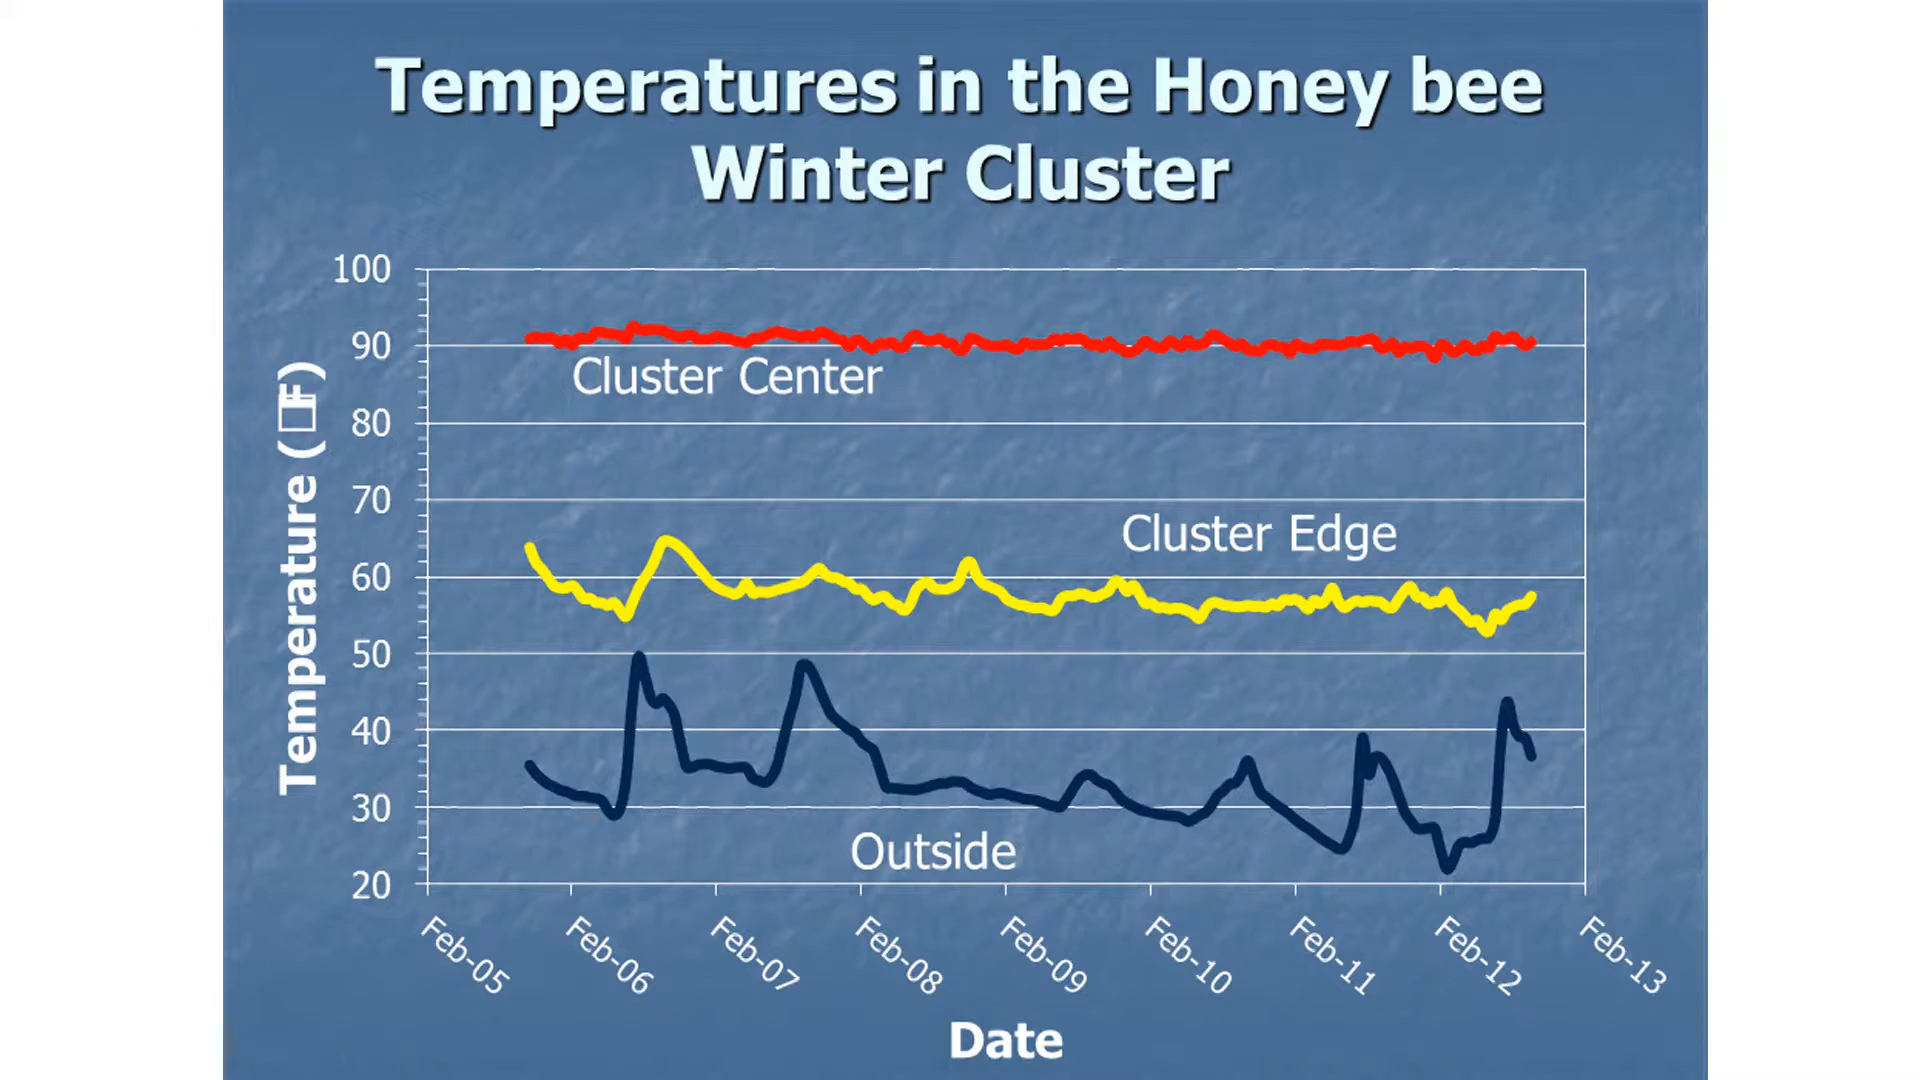 Temperatures in the Honey bee
Winter Cluster
100
90
80
70
60
50
40
30
20
Temperature (□F)
Cluster Center
Cluster Edge
Outside
Feb-05
Feb-06
Feb-07
Feb-08
Feb-09
Feb-10
Feb-11
Feb-12
Feb-13
Date